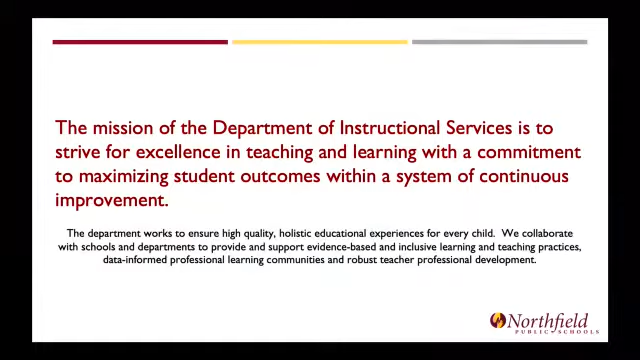 The mission of the Department of Instructional Services is to
strive for excellence in teaching and learning with a commitment
to maximizing student outcomes within a system of continuous
improvement.
The department works to ensure high quality, holistic educational experiences for every child. We collaborate
with schools and departments to provide and support evidence-based and inclusive learning and teaching practices,
data-informed professional learning communities and robust teacher professional development.
Northfield
PUBLIC SCHOOLS